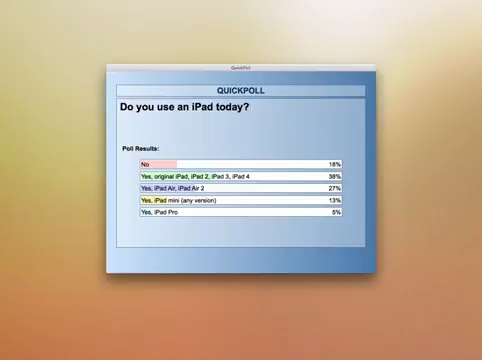 QuickPoll
QUICKPOLL
Do you use an iPad today?
Poll Results:
No 18%
Yes, original iPad, iPad 2, iPad 3, iPad 4 38%
Yes, iPad Air, iPad Air 2 27%
Yes, iPad mini (any version) 13%
Yes, iPad Pro 5%